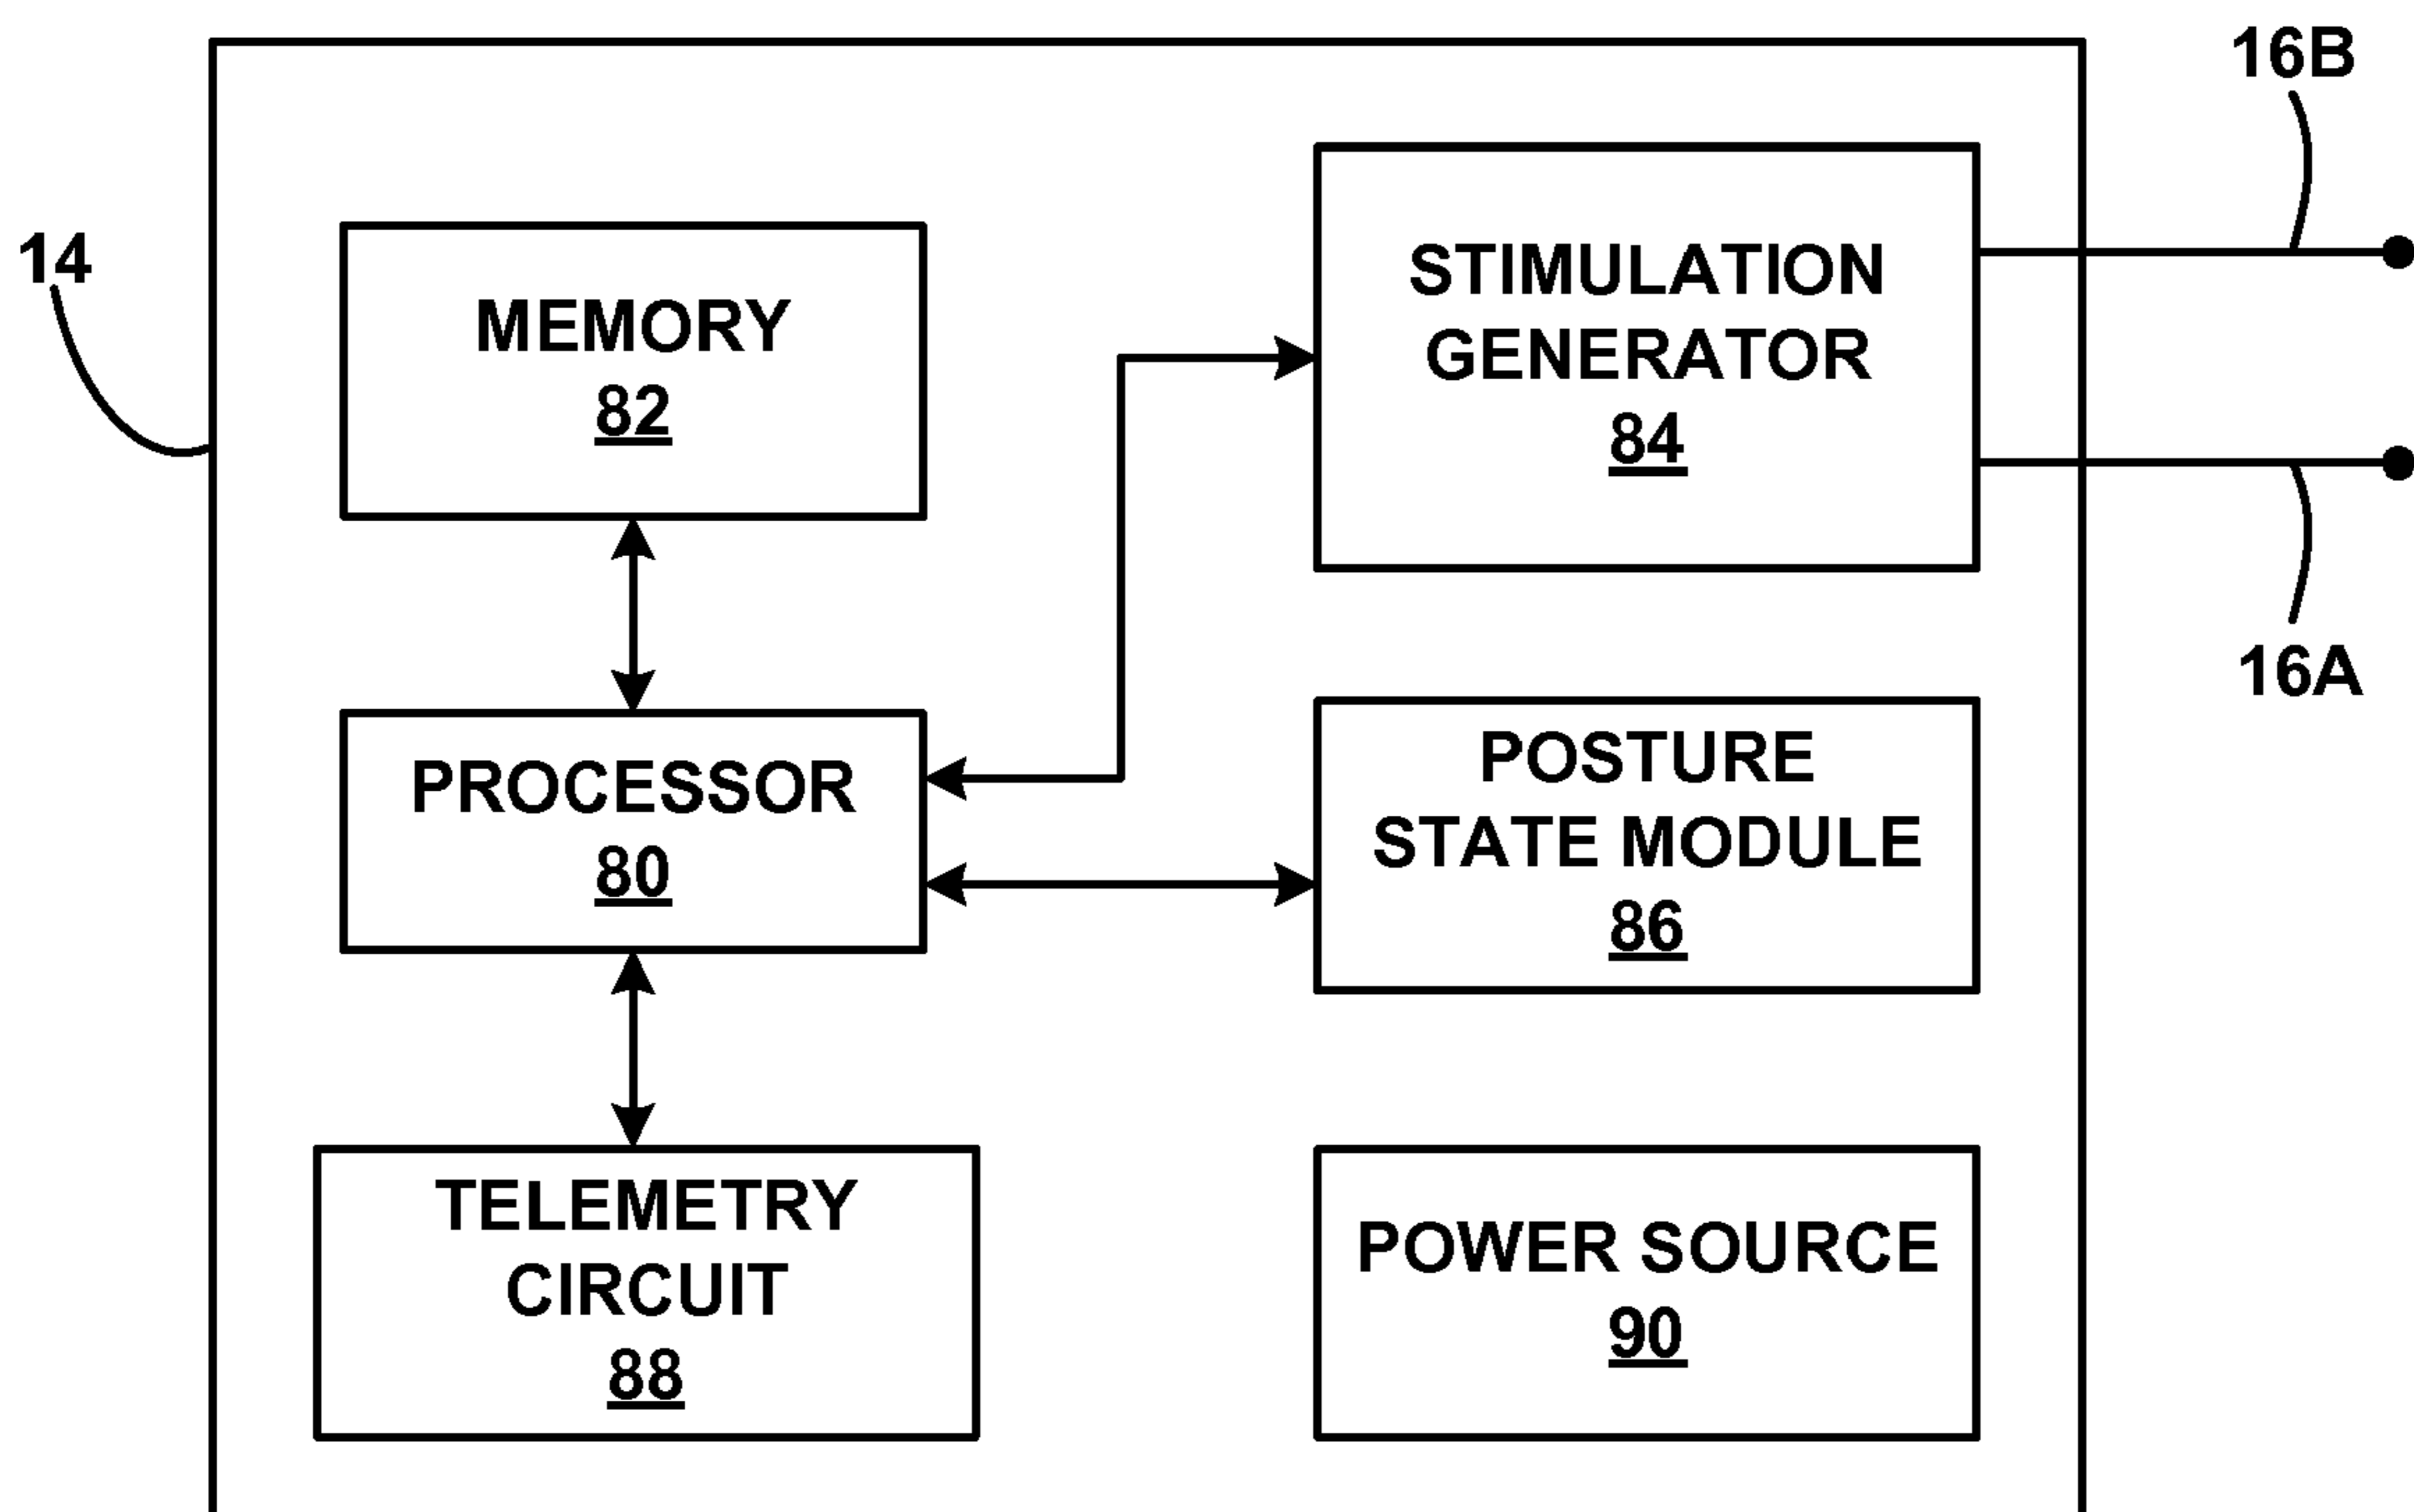 16B
14
MEMORY
82
STIMULATION
GENERATOR
84
16A
PROCESSOR
80
POSTURE
STATE MODULE
86
TELEMETRY
CIRCUIT
88
POWER SOURCE
90